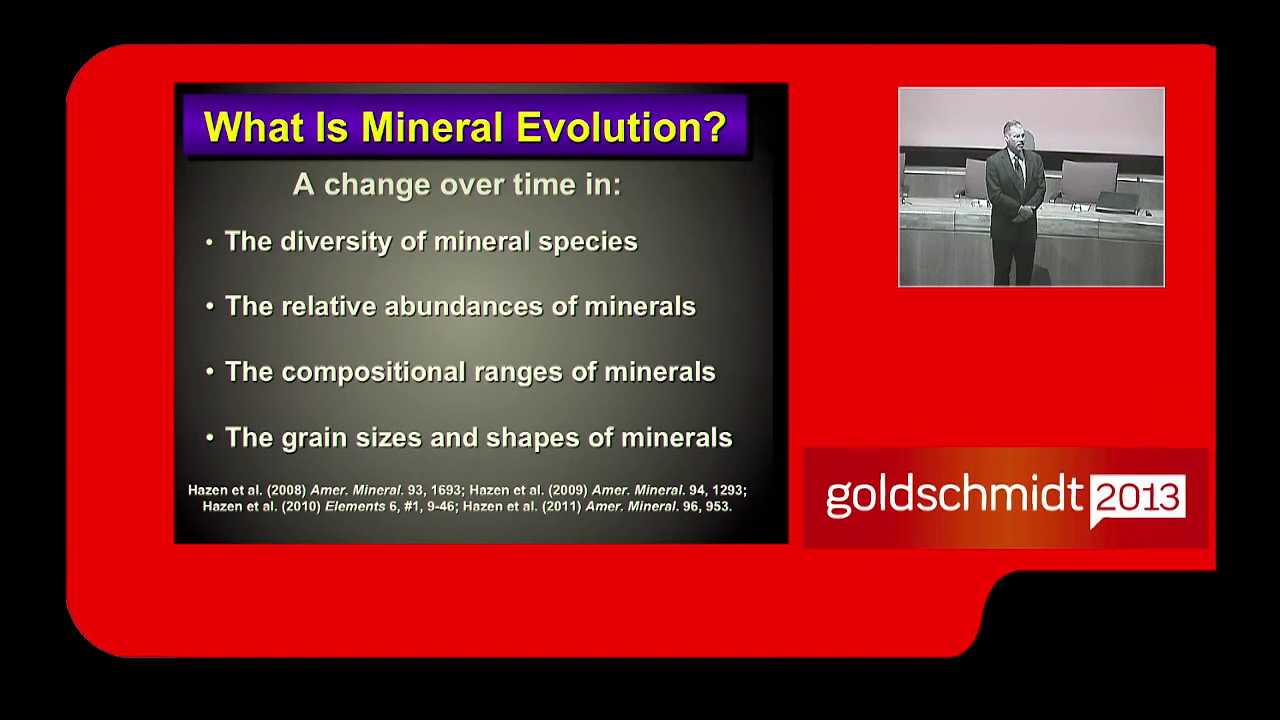 What Is Mineral Evolution?
A change over time in:
• The diversity of mineral species
• The relative abundances of minerals
• The compositional ranges of minerals
• The grain sizes and shapes of minerals
Hazen et al. (2008) Amer. Mineral. 93, 1693; Hazen et al. (2009) Amer. Mineral. 94, 1293;
Hazen et al. (2010) Elements 6, #1, 9-46; Hazen et al. (2011) Amer. Mineral. 96, 953.
goldschmidt 2013